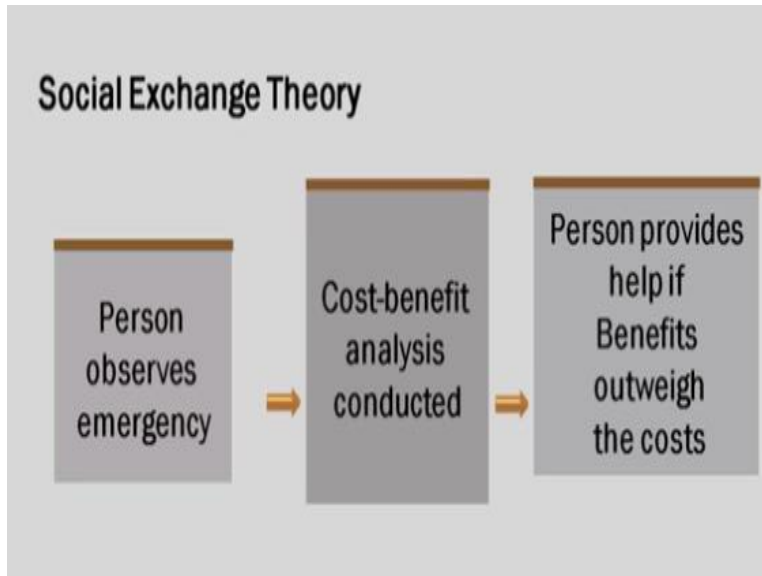 Social Exchange Theory
Person
observes
emergency
Cost-benefit
analysis
conducted
Person provides
help if
Benefits
outweigh
the costs